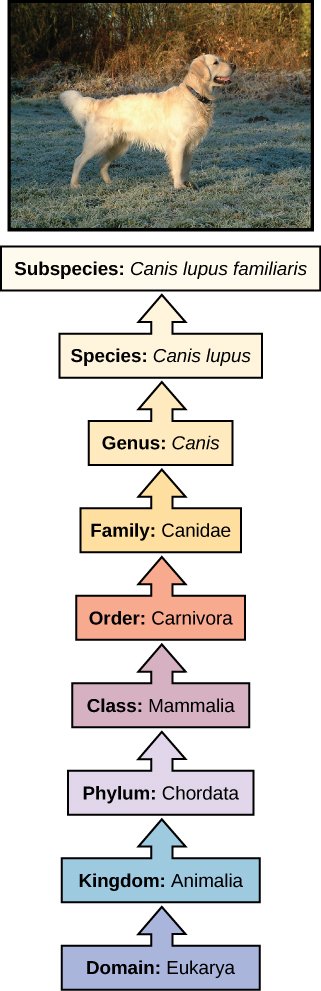 Subspecies: Canis lupus familiaris
Species: Canis lupus
Genus: Canis
Family: Canidae
Order: Carnivora
Class: Mammalia
Phylum: Chordata
Kingdom: Animalia
Domain: Eukarya